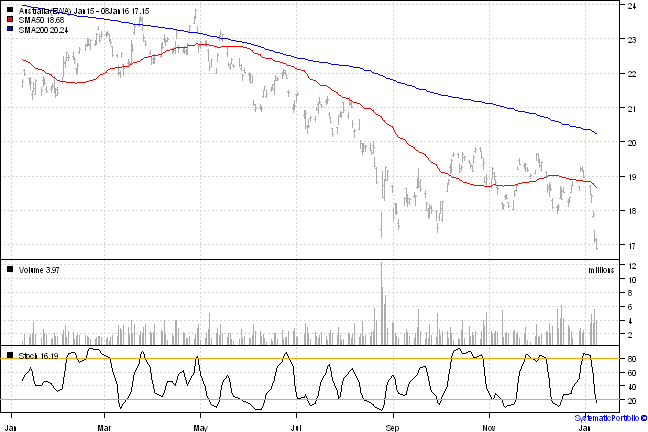 Australia(EWA) Jan15 - 08Jan16 17.15
SMA50 18.68
SMA200 20.24
24
23
22
21
20
19
18
17
Volume 3.97
millions
12
10
8
6
4
2
Stoch 16.19
80
60
40
20
Jan Mar May Jul Sep Nov Jan
SystematicPortfolio ©